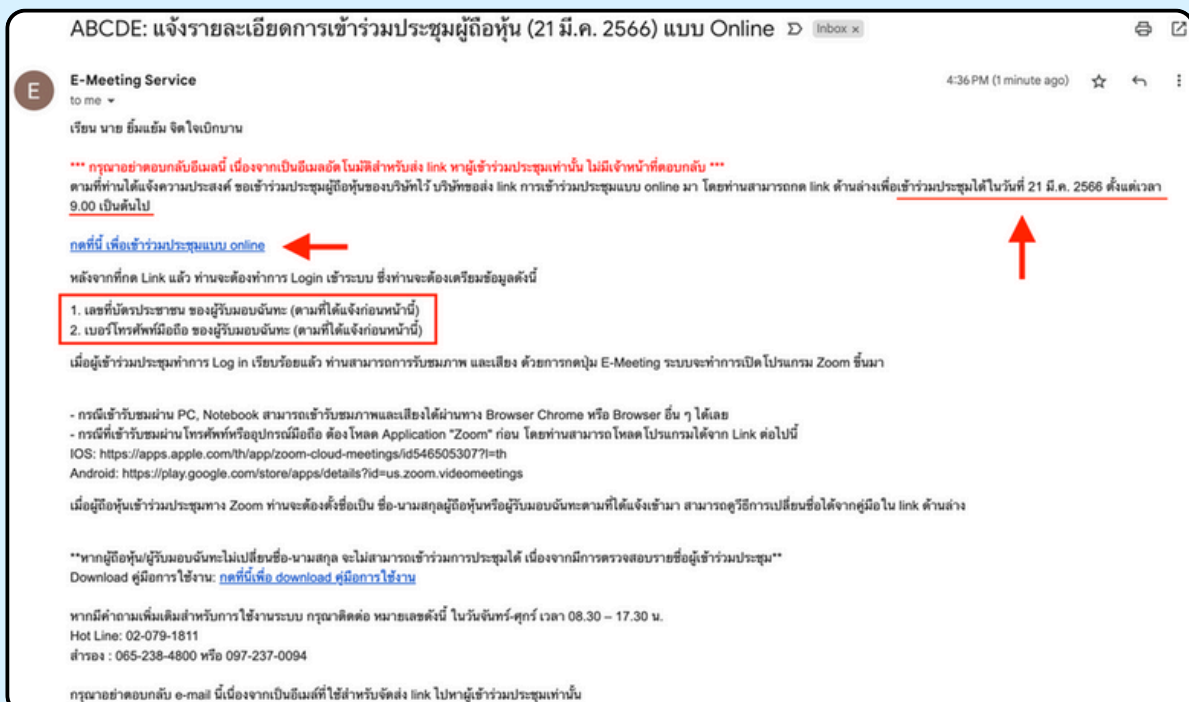 ABCDE: แจ้งรายละเอียดการเข้าร่วมประชุมผู้ถือหุ้น (21 มี.ค. 2566) แบบ Online Inbox x
E
E-Meeting Service
4:36 PM (1 minute ago)
to me
เรียน นาย ยิ้มแย้ม จิตใจเบิกบาน
*** กรุณาอย่าตอบกลับอีเมลนี้ เนื่องจากเป็นอีเมลอัตโนมัติสำหรับส่ง link หาผู้เข้าร่วมประชุมเท่านั้น ไม่มีเจ้าหน้าที่ตอบกลับ ***
ตามที่ท่านได้แจ้งความประสงค์ ขอเข้าร่วมประชุมผู้ถือหุ้นของบริษัทไว้ บริษัทขอส่ง link การเข้าร่วมประชุมแบบ online มา โดยท่านสามารถกด link ด้านล่างเพื่อเข้าร่วมประชุมได้ในวันที่ 21 มี.ค. 2566 ตั้งแต่เวลา
9.00 เป็นต้นไป
กดที่นี่ เพื่อเข้าร่วมประชุมแบบ online
หลังจากที่กด Link แล้ว ท่านจะต้องทำการ Login เข้าระบบ ซึ่งท่านจะต้องเตรียมข้อมูลดังนี้
1. เลขที่บัตรประชาชน ของผู้รับมอบฉันทะ (ตามที่ได้แจ้งก่อนหน้านี้)
2. เบอร์โทรศัพท์มือถือ ของผู้รับมอบฉันทะ (ตามที่ได้แจ้งก่อนหน้านี้)
เมื่อผู้เข้าร่วมประชุมทำการ Log in เรียบร้อยแล้ว ท่านสามารถการรับชมภาพ และเสียง ด้วยการกดปุ่ม E-Meeting ระบบจะทำการเปิดโปรแกรม Zoom ขึ้นมา
- กรณีเข้ารับชมผ่าน PC, Notebook สามารถเข้ารับชมภาพและเสียงได้ผ่านทาง Browser Chrome หรือ Browser อื่น ๆ ได้เลย
- กรณีที่เข้ารับชมผ่านโทรศัพท์หรืออุปกรณ์มือถือ ต้องโหลด Application "Zoom" ก่อน โดยท่านสามารถโหลดโปรแกรมได้จาก Link ต่อไปนี้
IOS: https://apps.apple.com/th/app/zoom-cloud-meetings/id546505307?l=th
Android: https://play.google.com/store/apps/details?id=us.zoom.videomeetings
เมื่อผู้ถือหุ้นเข้าร่วมประชุมทาง Zoom ท่านจะต้องตั้งชื่อเป็น ชื่อ-นามสกุลผู้ถือหุ้นหรือผู้รับมอบฉันทะตามที่ได้แจ้งเข้ามา สามารถดูวิธีการเปลี่ยนชื่อได้จากคู่มือใน link ด้านล่าง
**หากผู้ถือหุ้น/ผู้รับมอบฉันทะไม่เปลี่ยนชื่อ-นามสกุล จะไม่สามารถเข้าร่วมการประชุมได้ เนื่องจากมีการตรวจสอบรายชื่อผู้เข้าร่วมประชุม**
Download คู่มือการใช้งาน: กดที่นี้เพื่อ download คู่มือการใช้งาน
หากมีคำถามเพิ่มเติมสำหรับการใช้งานระบบ กรุณาติดต่อ หมายเลขดังนี้ ในวันจันทร์-ศุกร์ เวลา 08.30 – 17.30 น.
Hot Line: 02-079-1811
สำรอง : 065-238-4800 หรือ 097-237-0094
กรุณาอย่าตอบกลับ e-mail นี้เนื่องจากเป็นอีเมล์ที่ใช้สำหรับจัดส่ง link ไปหาผู้เข้าร่วมประชุมเท่านั้น